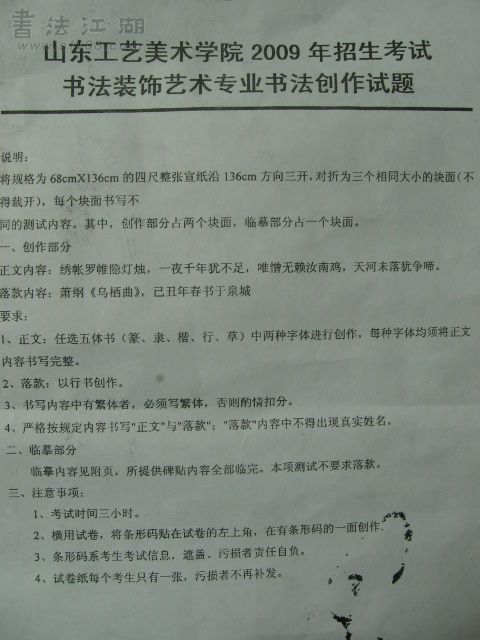 書法江湖
山东工艺美术学院 2009 年招生考试
书法装饰艺术专业书法创作试题
说明：
将规格为 68cmX136cm 的四尺整张宣纸沿 136cm 方向三开，对折为三个相同大小的块面（不
得裁开），每个块面书写不
同的测试内容。其中，创作部分占两个块面，临摹部分占一个块面。
一、创作部分
正文内容：绣帐罗帷隐灯烛，一夜千年犹不足，唯憎无赖汝南鸡，天河未落犹争啼。
落款内容：萧纲《乌栖曲》，己丑年春书于泉城
要求：
1、正文：任选五体书（篆、隶、楷、行、草）中两种字体进行创作，每种字体均须将正文
内容书写完整。
2、落款：以行书创作。
3、书写内容中有繁体者，必须写繁体，否则酌情扣分。
4、严格按规定内容书写"正文"与"落款"；"落款"内容中不得出现真实姓名。
二、临摹部分
临摹内容见附页，所提供碑贴内容全部临完。本项测试不要求落款。
三、注意事项：
1、考试时间三小时。
2、横用试卷，将条形码贴在试卷的左上角，在有条形码的一面创作.
3、条形码系考生考试信息，遮盖、污损者责任自负。
4、试卷纸每个考生只有一张，污损者不再补发。